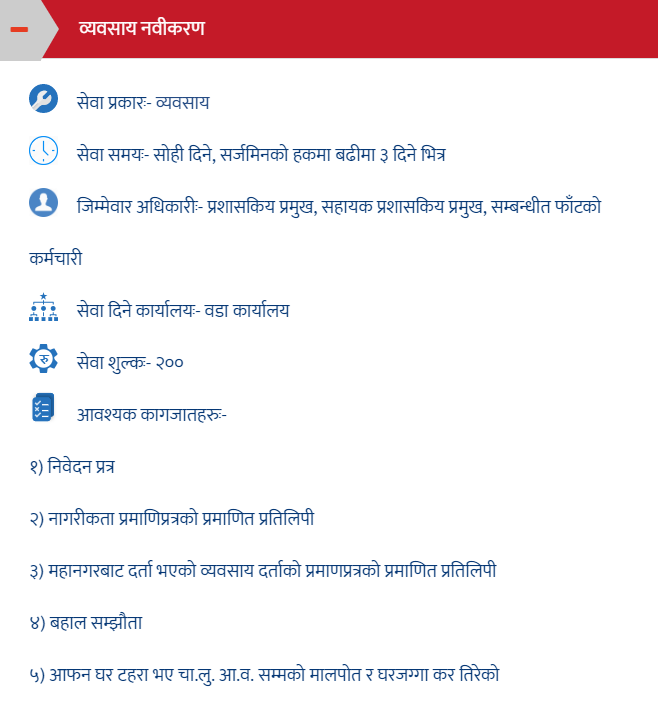 व्यवसाय नवीकरण
सेवा प्रकारः- व्यवसाय
सेवा समयः- सोही दिने, सर्जमिनको हकमा बढीमा ३ दिने भित्र
जिम्मेवार अधिकारीः- प्रशासकिय प्रमुख, सहायक प्रशासकिय प्रमुख, सम्बन्धीत फाँटको
कर्मचारी
सेवा दिने कार्यालयः- वडा कार्यालय
रु
सेवा शुल्कः- २००
आवश्यक कागजातहरुः-
१) निवेदन प्रत्र
२) नागरीकता प्रमाणिप्रत्रको प्रमाणित प्रतिलिपी
३) महानगरबाट दर्ता भएको व्यवसाय दर्ताको प्रमाणप्रत्रको प्रमाणित प्रतिलिपी
४) बहाल सम्झौता
५) आफन घर टहरा भए चा.लु. आ.व. सम्मको मालपोत र घरजग्गा कर तिरेको